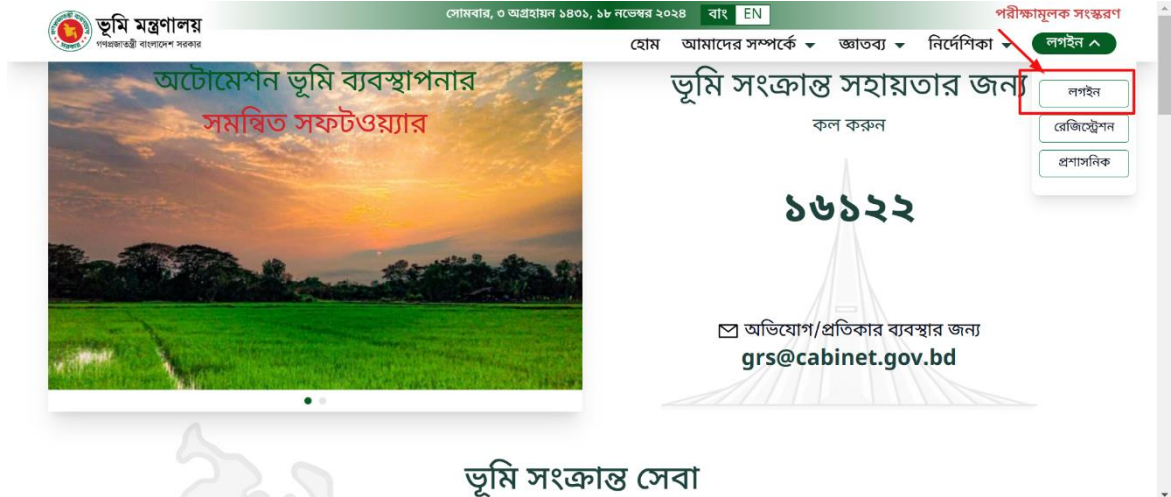 সোমবার, ৩ অগ্রহায়ন ১৪৩১, ১৮ নভেম্বর ২০২৪ বাং EN পরীক্ষামূলক সংস্করণ
ভূমি মন্ত্রণালয়
গণপ্রজাতন্ত্রী বাংলাদেশ সরকার
হোম আমাদের সম্পর্কে জ্ঞাতব্য নির্দেশিকা লগইন
অটোমেশন ভূমি ব্যবস্থাপনার
সমন্বিত সফটওয়্যার
ভূমি সংক্রান্ত সহায়তার জন্য
কল করুন
১৬১২২
অভিযোগ/প্রতিকার ব্যবস্থার জন্য
grs@cabinet.gov.bd
লগইন
রেজিস্ট্রেশন
প্রশাসনিক
ভূমি সংক্রান্ত সেবা